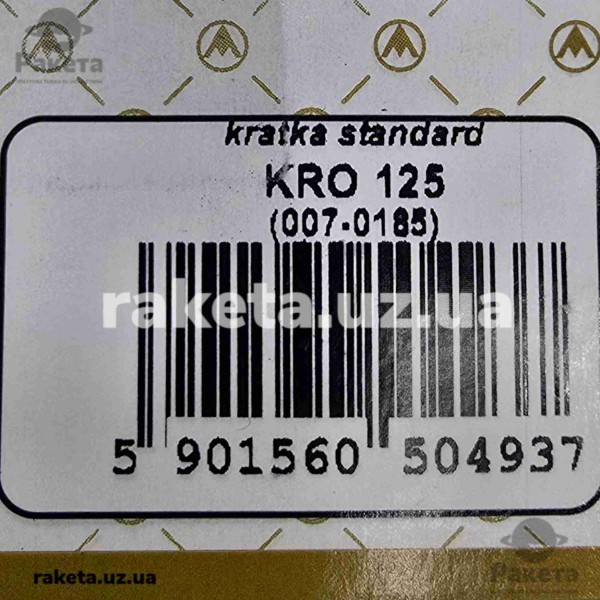 Ракета
kratka standard
KRO 125
(007-0185)
raketa.uz.ua
5 901560 504937
raketa.uz.ua
Ракета